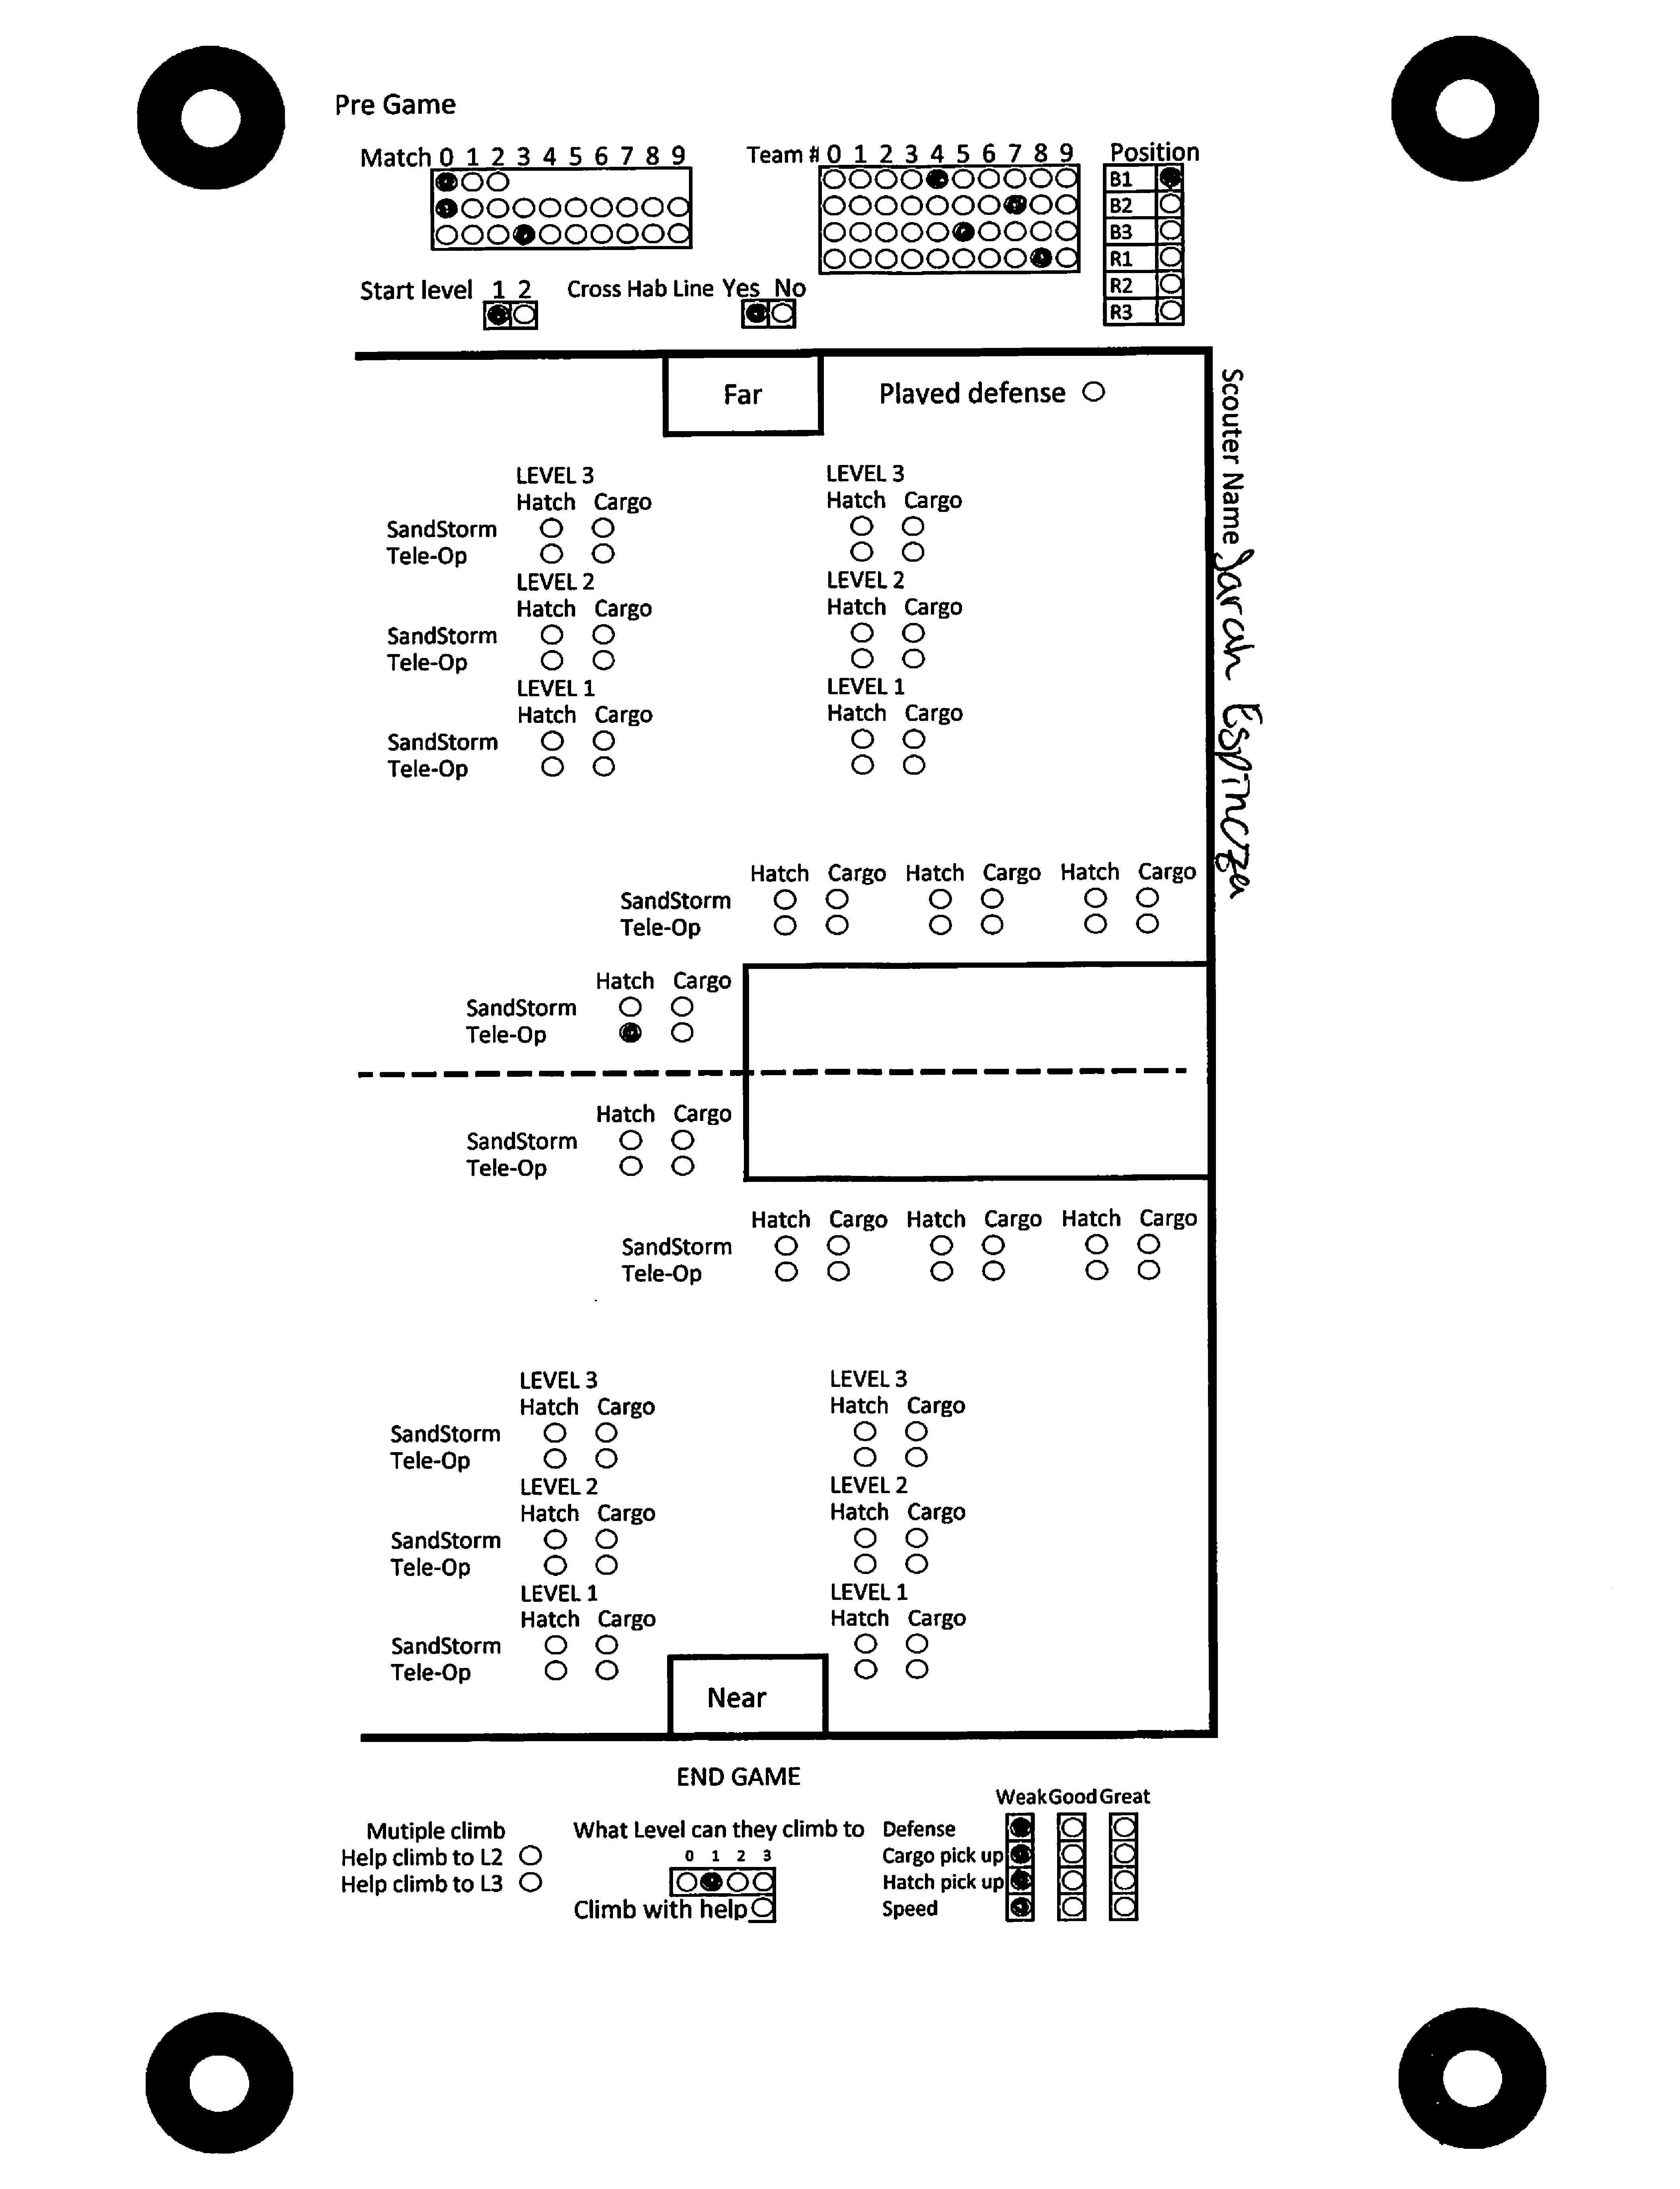 Pre Game
Match 0 1 2 3 4 5 6 7 8 9
Team # 0 1 2 3 4 5 6 7 8 9
Position
B1
B2
B3
R1
R2
R3
Start level 1 2
Cross Hab Line Yes No
Far
Played defense
Scouter Name Sarah Espinoza
LEVEL 3 LEVEL 3
Hatch Cargo Hatch Cargo
SandStorm
Tele-Op
LEVEL 2 LEVEL 2
Hatch Cargo Hatch Cargo
SandStorm
Tele-Op
LEVEL 1 LEVEL 1
Hatch Cargo Hatch Cargo
SandStorm
Tele-Op
Hatch Cargo Hatch Cargo Hatch Cargo
SandStorm
Tele-Op
Hatch Cargo
SandStorm
Tele-Op
Hatch Cargo
SandStorm
Tele-Op
Hatch Cargo Hatch Cargo Hatch Cargo
SandStorm
Tele-Op
LEVEL 3 LEVEL 3
Hatch Cargo Hatch Cargo
SandStorm
Tele-Op
LEVEL 2 LEVEL 2
Hatch Cargo Hatch Cargo
SandStorm
Tele-Op
LEVEL 1 LEVEL 1
Hatch Cargo Hatch Cargo
SandStorm
Tele-Op
Near
END GAME
Mutiple climb
Help climb to L2
Help climb to L3
What Level can they climb to
0 1 2 3
Climb with help
Weak Good Great
Defense
Cargo pick up
Hatch pick up
Speed